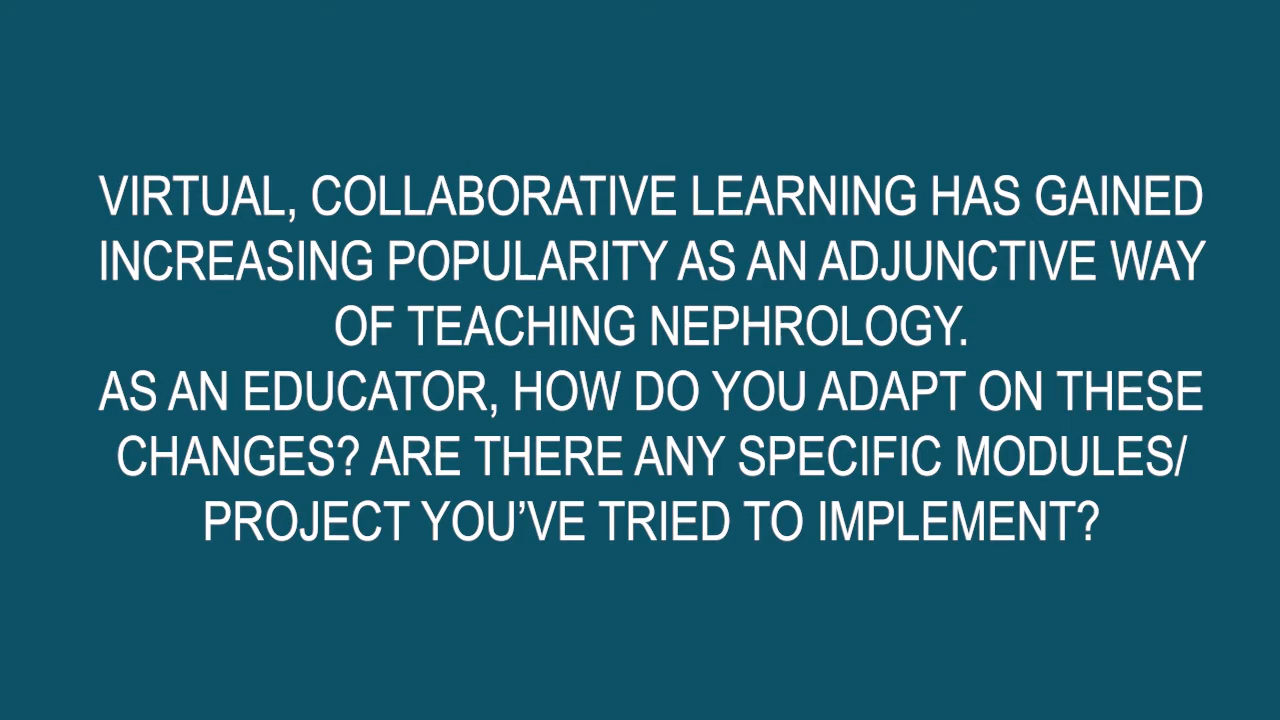 VIRTUAL, COLLABORATIVE LEARNING HAS GAINED
INCREASING POPULARITY AS AN ADJUNCTIVE WAY
OF TEACHING NEPHROLOGY.
AS AN EDUCATOR, HOW DO YOU ADAPT ON THESE
CHANGES? ARE THERE ANY SPECIFIC MODULES/
PROJECT YOU’VE TRIED TO IMPLEMENT?